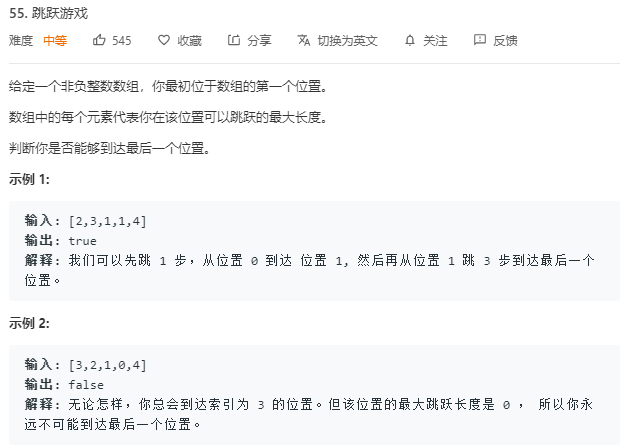 55. 跳跃游戏
难度 中等 545 收藏 分享 切换为英文 关注 反馈
给定一个非负整数数组，你最初位于数组的第一个位置。
数组中的每个元素代表你在该位置可以跳跃的最大长度。
判断你是否能够到达最后一个位置。
示例 1:
输入: [2,3,1,1,4]
输出: true
解释: 我们可以先跳 1 步，从位置 0 到达 位置 1, 然后再从位置 1 跳 3 步到达最后一个
位置。
示例 2:
输入: [3,2,1,0,4]
输出: false
解释: 无论怎样，你总会到达索引为 3 的位置。但该位置的最大跳跃长度是 0 ， 所以你永
远不可能到达最后一个位置。